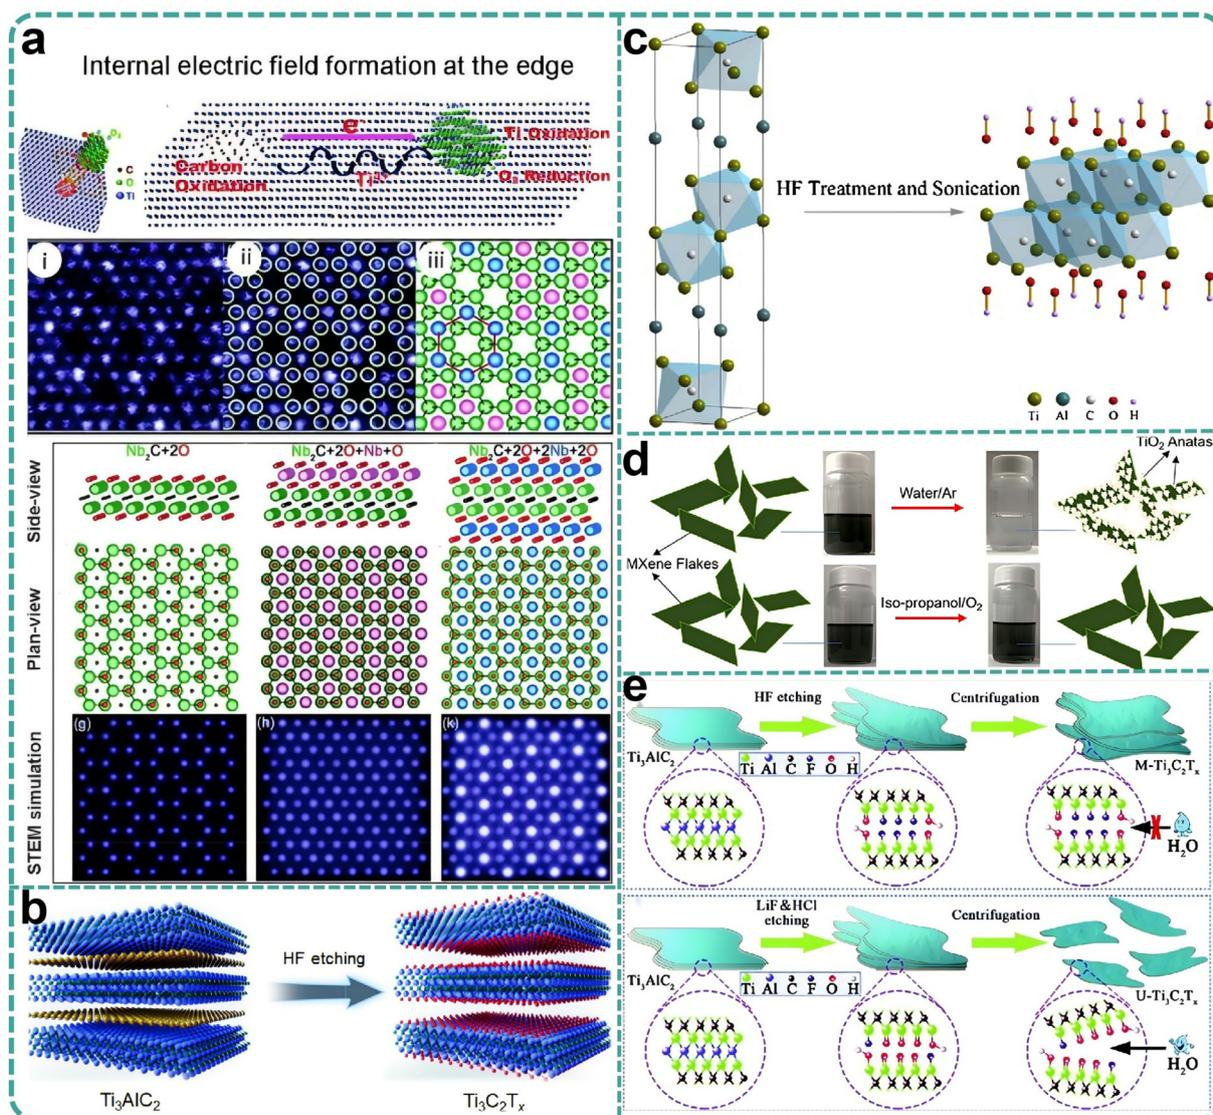 a
Internal electric field formation at the edge
e
Carbon
Oxidation
Ti Oxidation
O₂ Reduction
C
O
Ti
i
ii
iii
Nb₂C+2O
Nb₂C+2O+Nb+O
Nb₂C+2O+2Nb+2O
Side-view
Plan-view
STEM simulation
(g)
(h)
(k)
b
HF etching
Ti₃AlC₂
Ti₃C₂Tₓ
c
HF Treatment and Sonication
Ti Al C O H
d
TiO₂ Anatas
Water/Ar
MXene Flakes
Iso-propanol/O₂
e
HF etching
Centrifugation
Ti₃AlC₂
Ti Al C F O H
M-Ti₃C₂Tₓ
H₂O
LiF&HCl
etching
Centrifugation
Ti₃AlC₂
Ti Al C F O H
U-Ti₃C₂Tₓ
H₂O